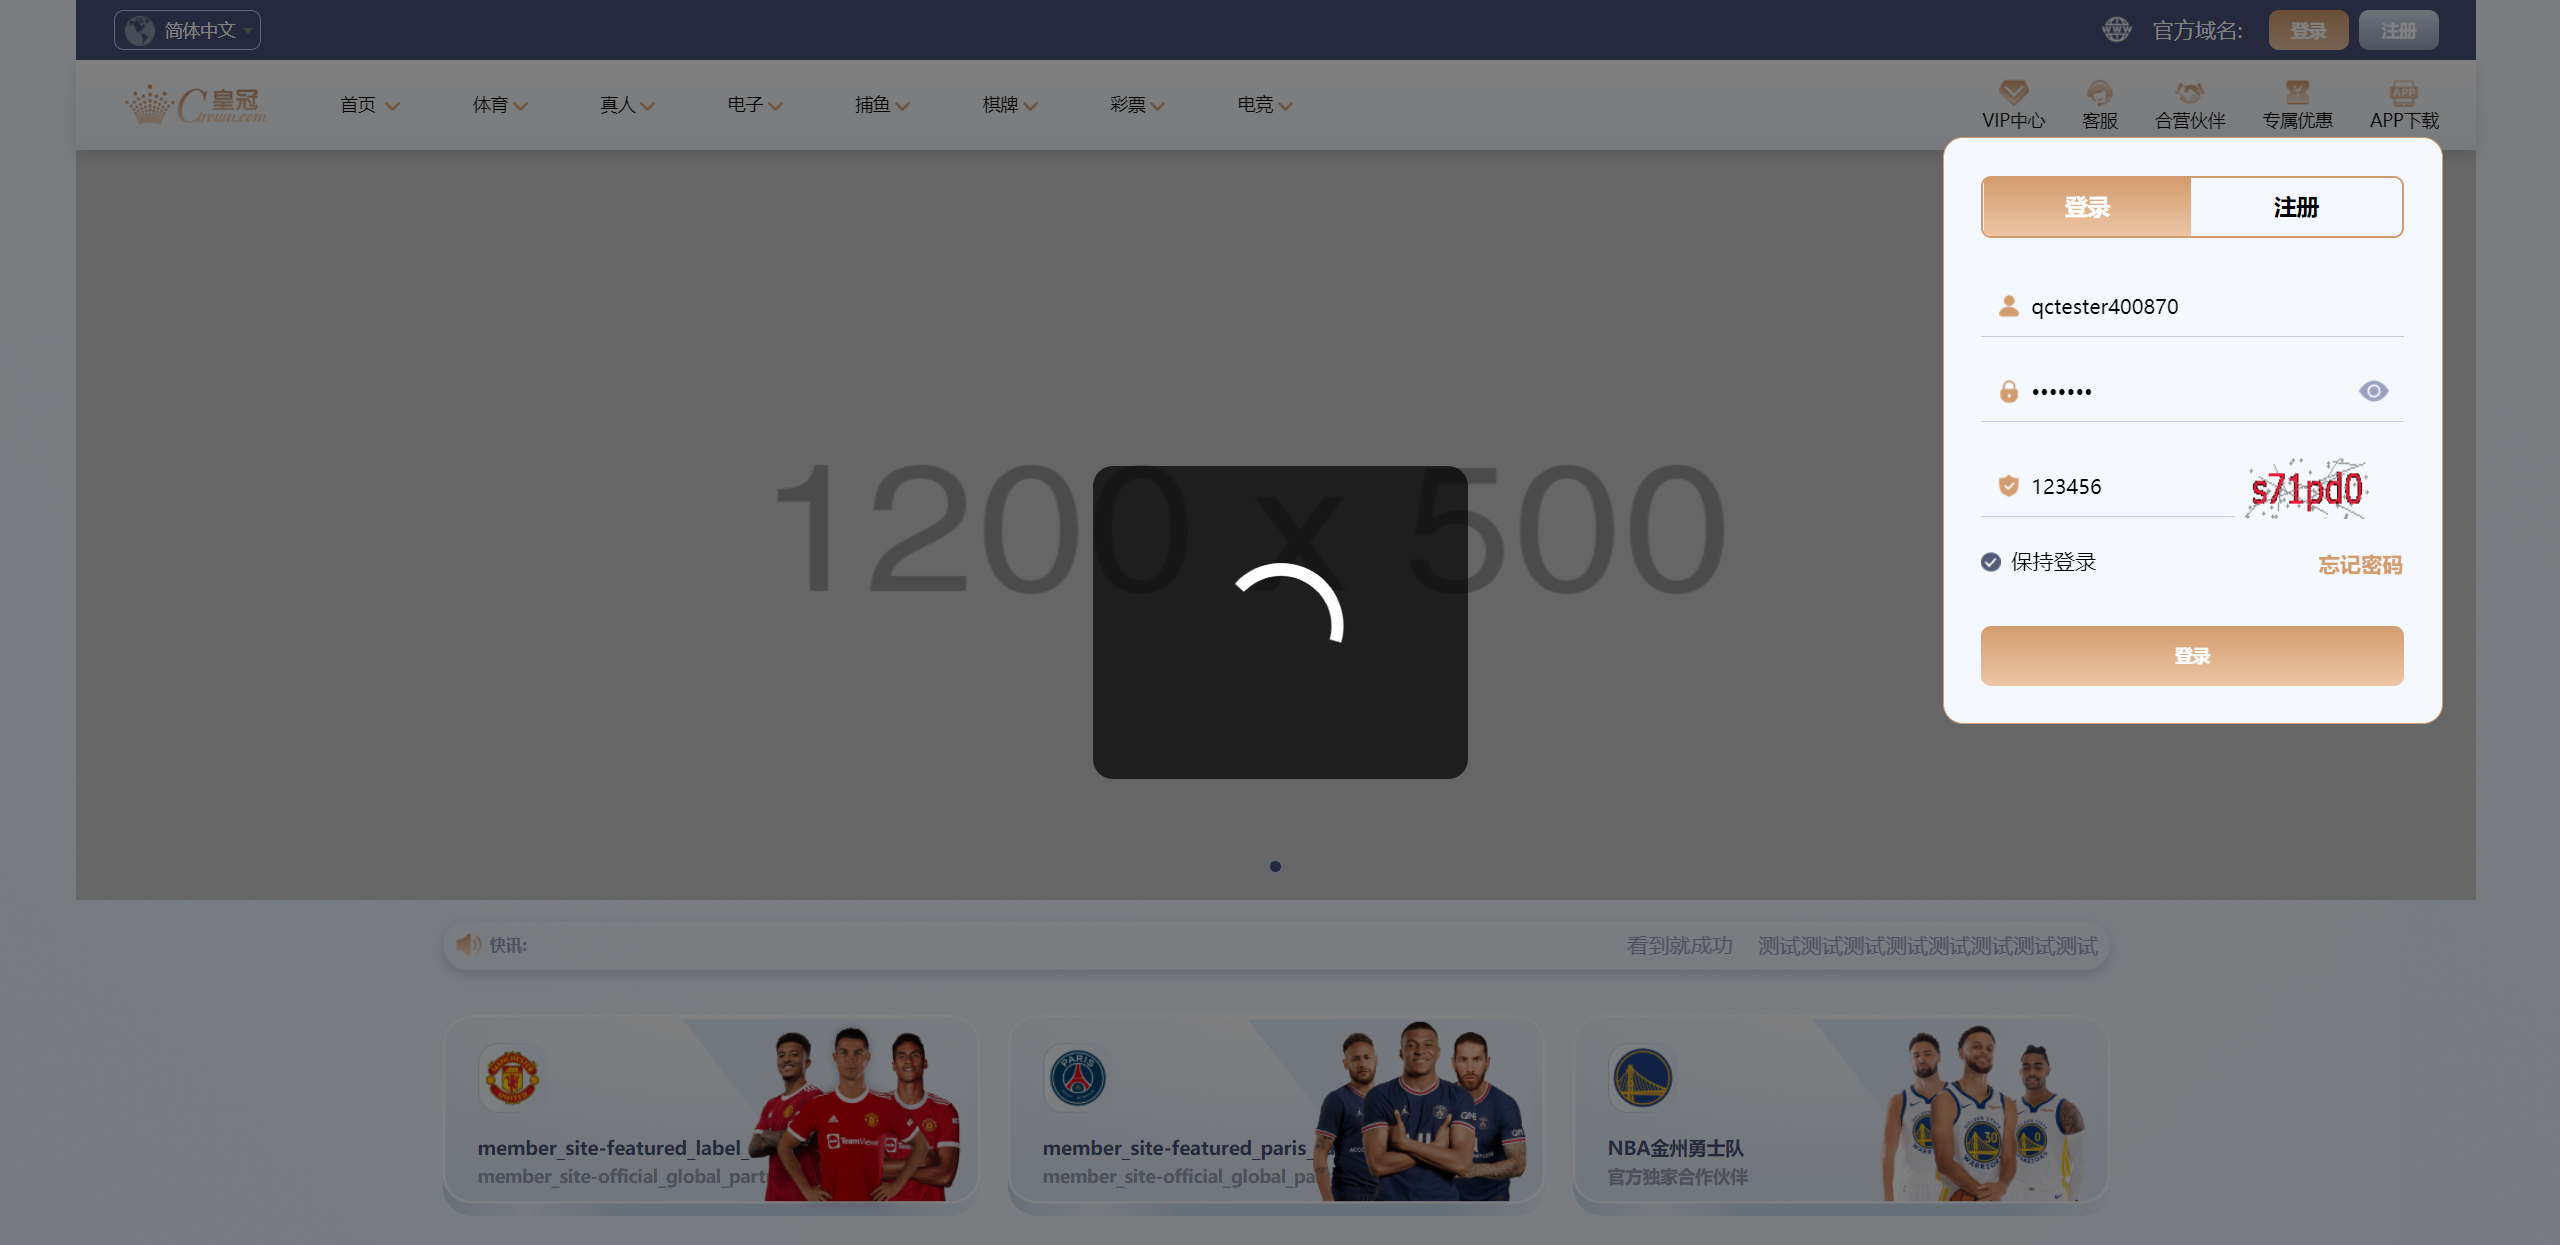 简体中文
官方域名:
登录
注册
皇冠
Crown.com
首页
体育
真人
电子
捕鱼
棋牌
彩票
电竞
VIP中心
客服
合营伙伴
专属优惠
APP下载
登录
注册
qctester400870
•••••••
123456
s71pd0
保持登录
忘记密码
登录
1200 x 500
快讯:
看到就成功
测试测试测试测试测试测试测试测试
member_site-featured_label_
member_site-official_global_part
member_site-featured_paris_
member_site-official_global_pa
NBA金州勇士队
官方独家合作伙伴